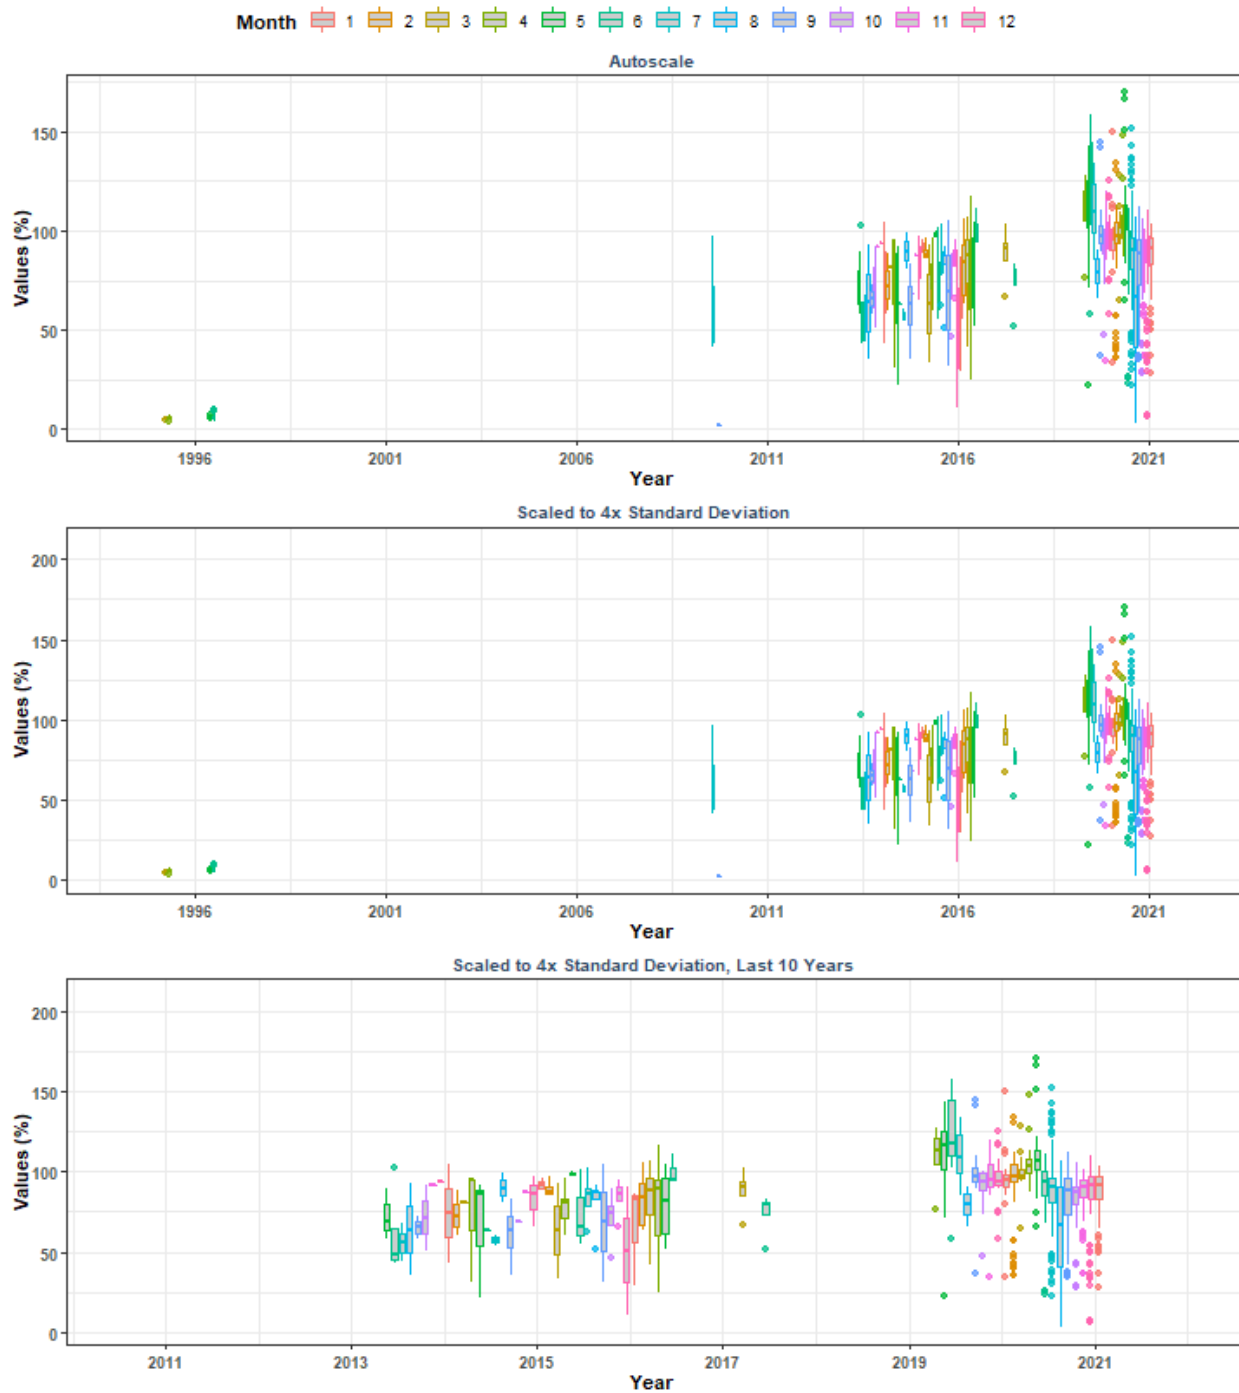 Month 1 2 3 4 5 6 7 8 9 10 11 12
Autoscale
Values (%)
150
100
50
0
1996 2001 2006 2011 2016 2021
Year
Scaled to 4x Standard Deviation
Values (%)
200
150
100
50
0
1996 2001 2006 2011 2016 2021
Year
Scaled to 4x Standard Deviation, Last 10 Years
Values (%)
200
150
100
50
0
2011 2013 2015 2017 2019 2021
Year